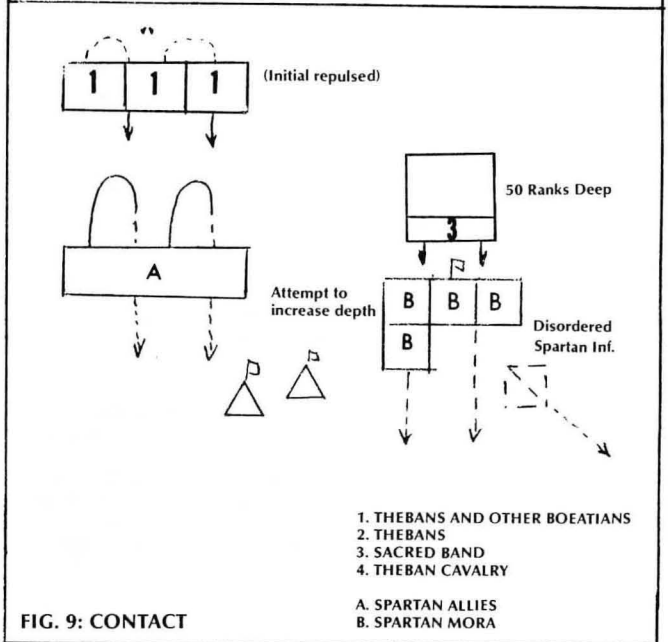 1 1 1
(Initial repulsed)
50 Ranks Deep
3
A
Attempt to
increase depth
B B B
B
Disordered
Spartan Inf.
1. THEBANS AND OTHER BOEATIANS
2. THEBANS
3. SACRED BAND
4. THEBAN CAVALRY
A. SPARTAN ALLIES
B. SPARTAN MORA
FIG. 9: CONTACT